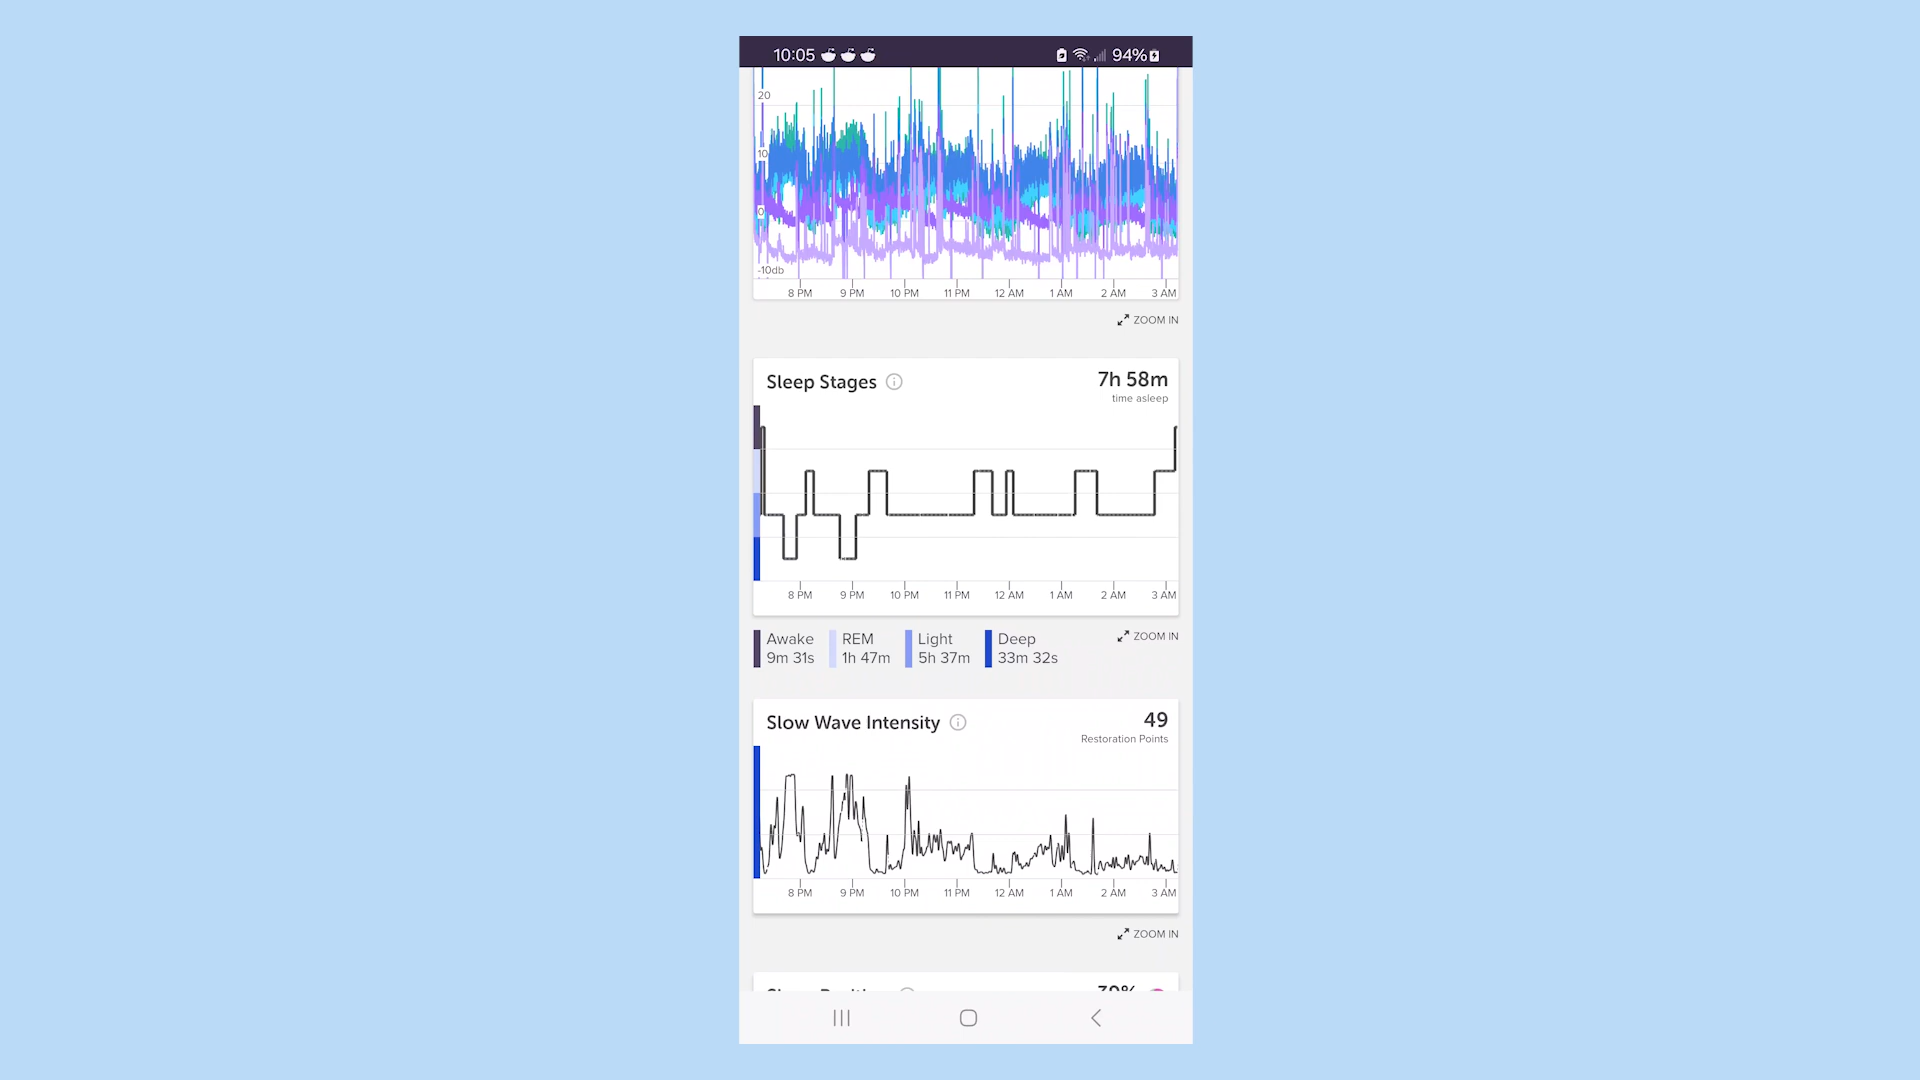 10:05 94%
20
10
0
-10db
8 PM 9 PM 10 PM 11 PM 12 AM 1 AM 2 AM 3 AM
ZOOM IN
Sleep Stages 7h 58m
time asleep
8 PM 9 PM 10 PM 11 PM 12 AM 1 AM 2 AM 3 AM
Awake REM Light Deep ZOOM IN
9m 31s 1h 47m 5h 37m 33m 32s
Slow Wave Intensity 49
Restoration Points
8 PM 9 PM 10 PM 11 PM 12 AM 1 AM 2 AM 3 AM
ZOOM IN